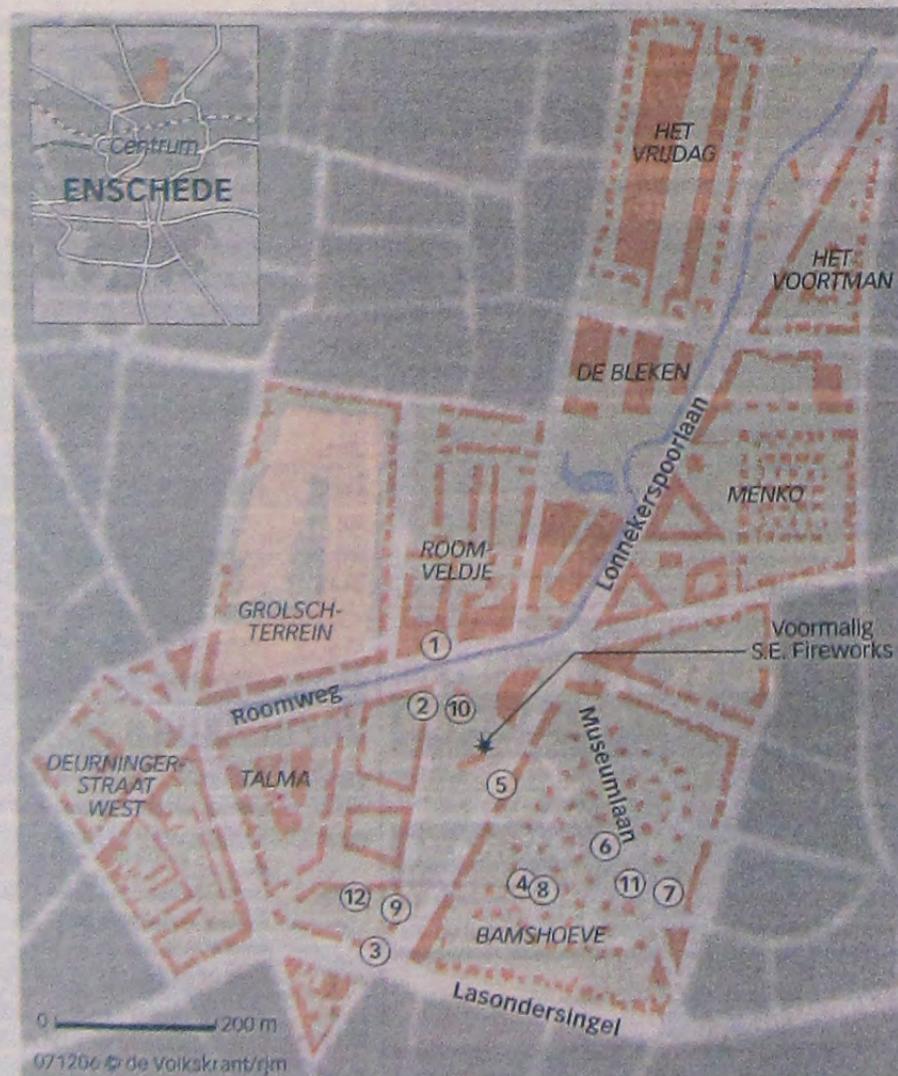 Centrum
ENSCHEDE
HET
VRIJDAG
HET
VOORTMAN
DE BLEKEN
Lonnekerspoorlaan
MENKO
ROOM-
VELDJE
GROLSCH-
TERREIN
1
Voormalig
S.E. Fireworks
Roomweg
2
10
Museumlaan
DEURNINGER-
STRAAT
WEST
TALMA
5
6
4
8
11
7
12
9
BAMSHOEVE
3
Lasondersingel
0
200 m
071206 © de Volkskrant/rjm